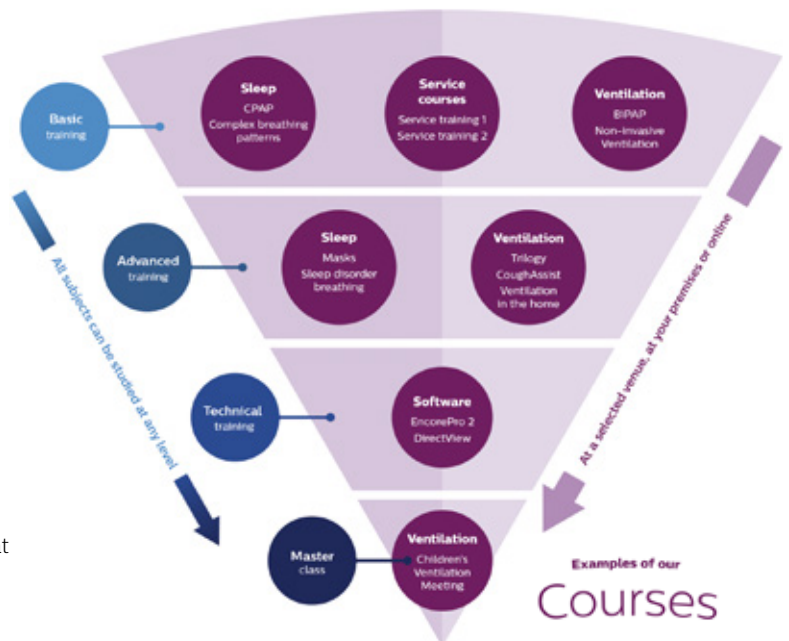 Basic
training
Sleep
CPAP
Complex breathing
patterns
Service
courses
Service training 1
Service training 2
Ventilation
BIPAP
Non-invasive
Ventilation
Advanced
training
Sleep
Masks
Sleep disorder
breathing
Ventilation
Trilogy
CoughAssist
Ventilation
in the home
Technical
training
Software
EncorePro 2
DirectView
Master
class
Ventilation
Children's
Ventilation
Meeting
All subjects can be studied at any level
At a selected venue, at your premises or online
Examples of our
Courses